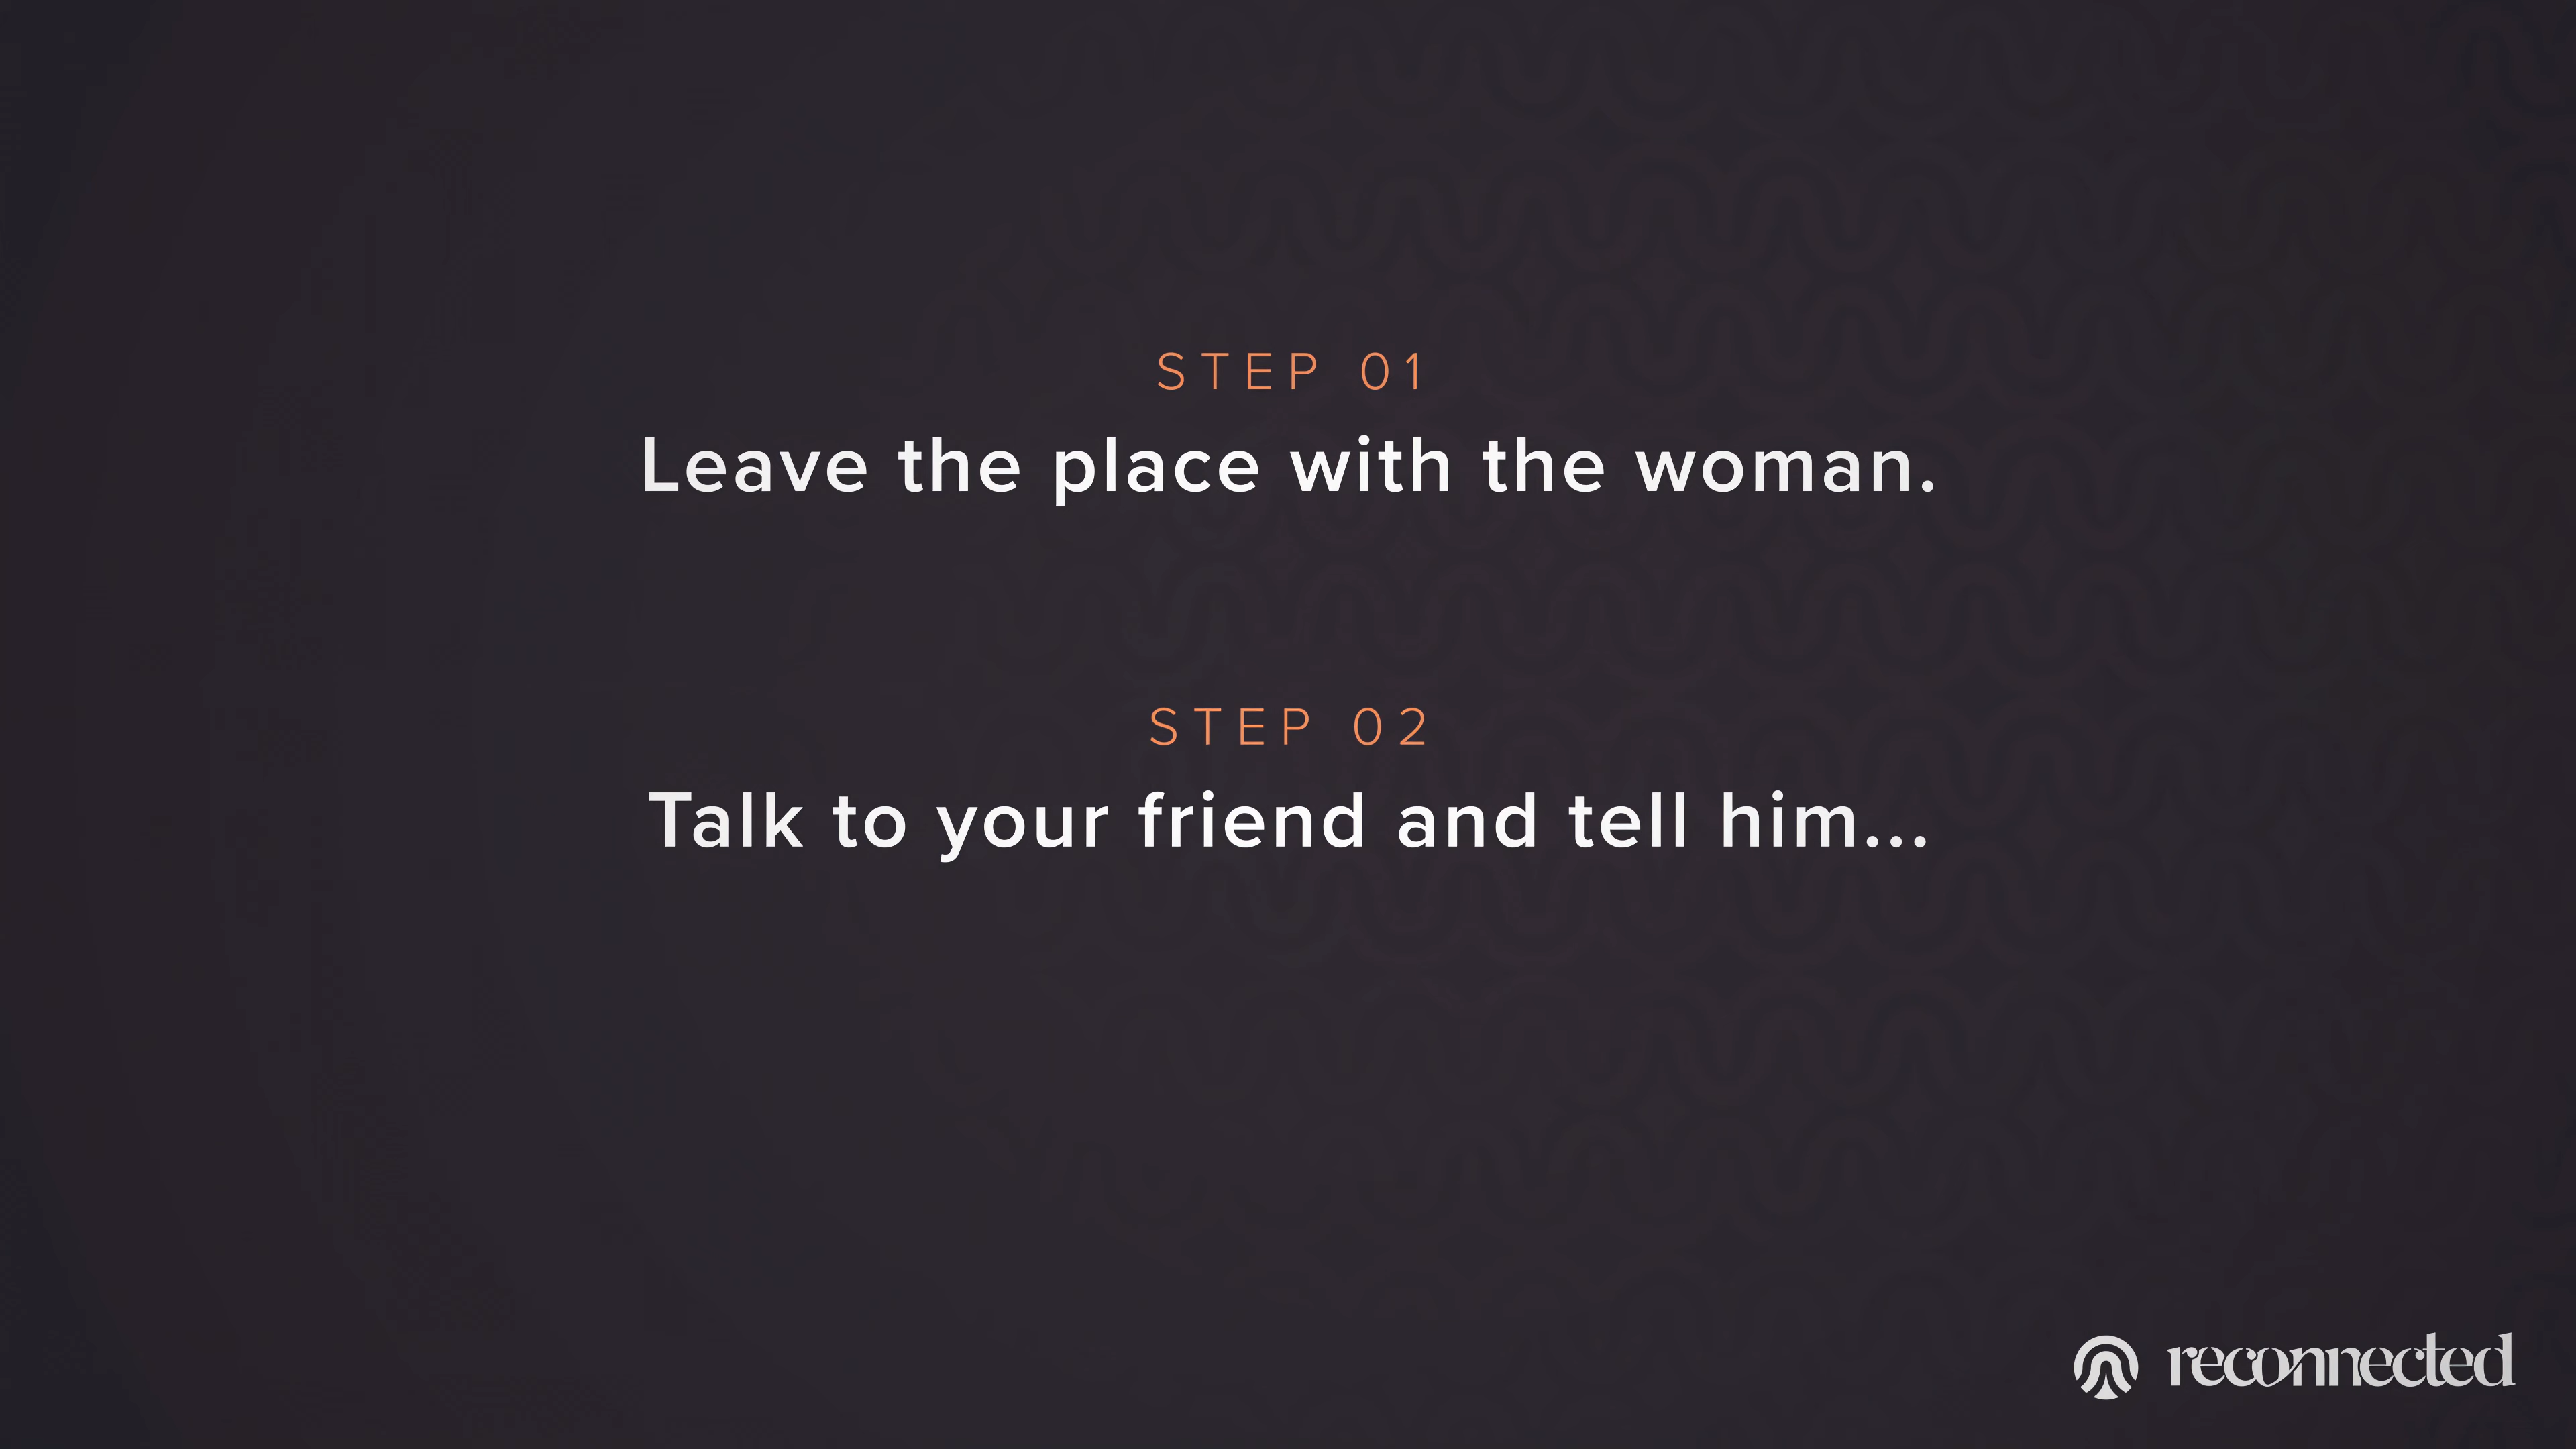 STEP 01
Leave the place with the woman.
STEP 02
Talk to your friend and tell him...
reconnected